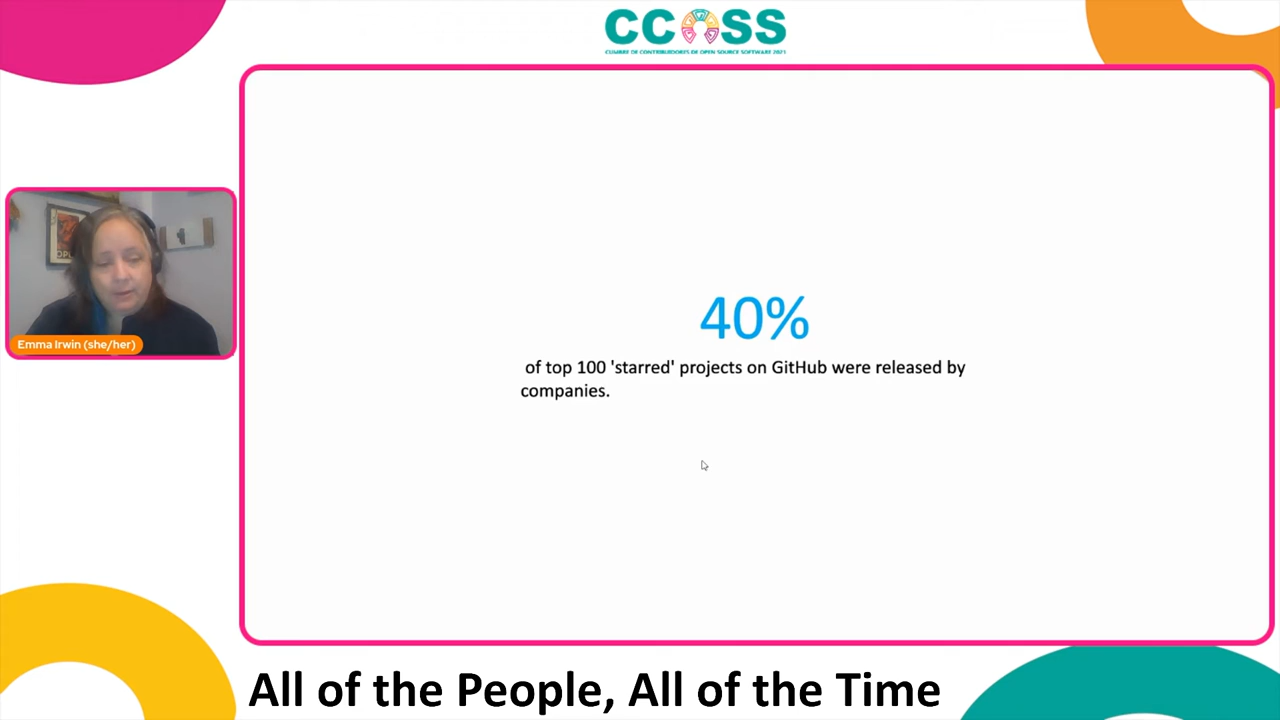 CCOSS
CUMBRE DE CONTRIBUIDORES DE OPEN SOURCE SOFTWARE 2021
Emma Irwin (she/her)
40%
of top 100 'starred' projects on GitHub were released by
companies.
All of the People, All of the Time